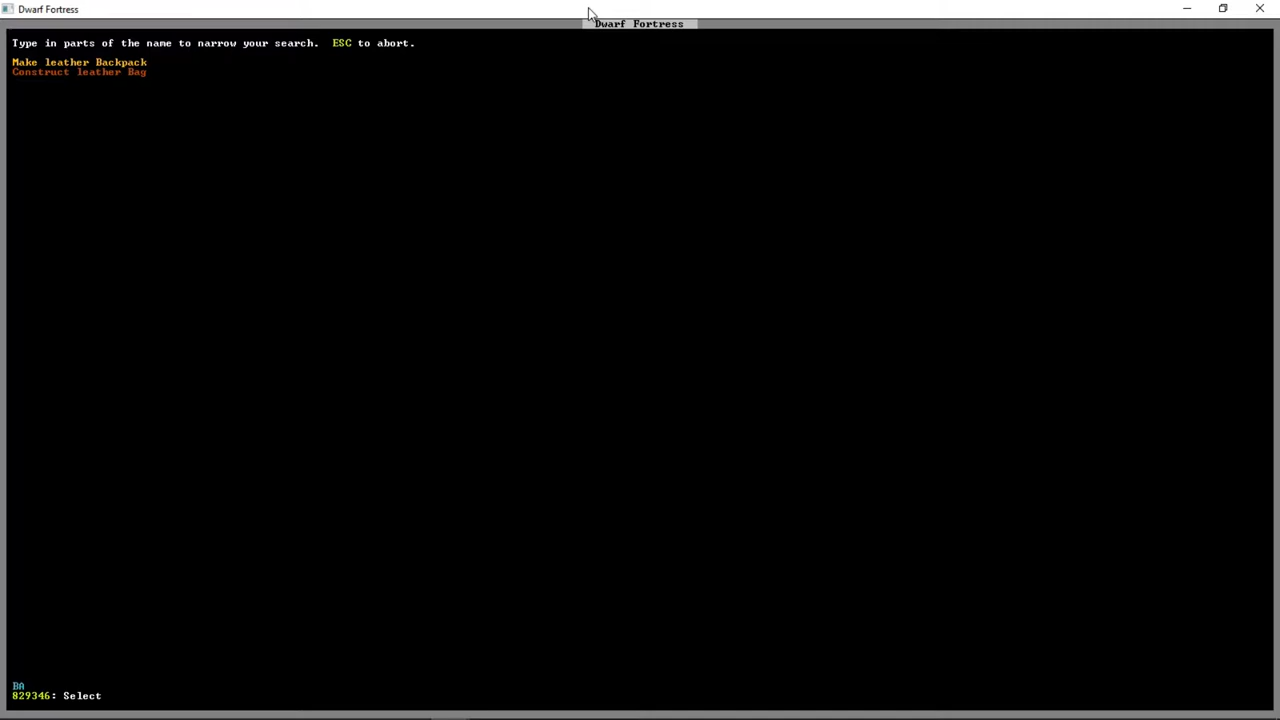 Dwarf Fortress
Dwarf Fortress
Type in parts of the name to narrow your search.  ESC to abort.
Make leather Backpack
Construct leather Bag
BA
829346: Select